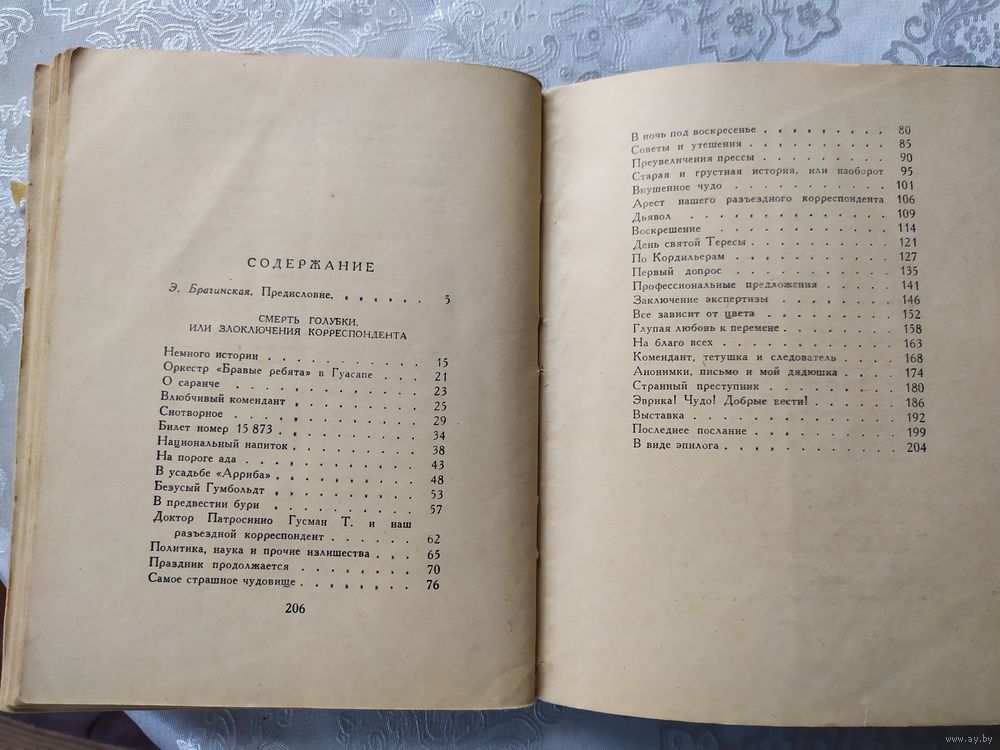 СОДЕРЖАНИЕ
Э. Брагинская. Предисловие. . . . . . . 5
СМЕРТЬ ГОЛУБКИ,
ИЛИ ЗЛОКЛЮЧЕНИЯ КОРРЕСПОНДЕНТА
Немного истории . . . . . . . . . . 15
Оркестр «Бравые ребята» в Гуасапе . . . 21
О саранче . . . . . . . . . . . . 23
Влюбчивый комендант . . . . . . . . 25
Снотворное . . . . . . . . . . . . 29
Билет номер 15 873 . . . . . . . . . 34
Национальный напиток . . . . . . . . 38
На пороге ада . . . . . . . . . . . 43
В усадьбе «Арриба» . . . . . . . . . 48
Безусый Гумбольдт . . . . . . . . . 53
В предвестии бури . . . . . . . . . 57
Доктор Патросинио Гусман Т. и наш
разъездной корреспондент . . . . . 62
Политика, наука и прочие излишества . . . 65
Праздник продолжается . . . . . . . 70
Самое страшное чудовище . . . . . . . 76
206
В ночь под воскресенье . . . . . . . . 80
Советы и утешения . . . . . . . . . 85
Преувеличения прессы . . . . . . . . 90
Старая и грустная история, или наоборот 95
Внушенное чудо . . . . . . . . . . 101
Арест нашего разъездного корреспондента 106
Дьявол . . . . . . . . . . . . . 109
Воскрешение . . . . . . . . . . . 114
День святой Тересы . . . . . . . . . 121
По Кордильерам . . . . . . . . . . 127
Первый допрос . . . . . . . . . . 135
Профессиональные предложения . . . . . 141
Заключение экспертизы . . . . . . . . 146
Все зависит от цвета . . . . . . . . . 152
Глупая любовь к перемене . . . . . . . 158
На благо всех . . . . . . . . . . . 163
Комендант, тетушка и следователь . . . . 168
Анонимки, письмо и мой дядюшка . . . . 174
Странный преступник . . . . . . . . . 180
Эврика! Чудо! Добрые вести! . . . . . . 186
Выставка . . . . . . . . . . . . . 192
Последнее послание . . . . . . . . . 199
В виде эпилога . . . . . . . . . . . 204
www.ay.by